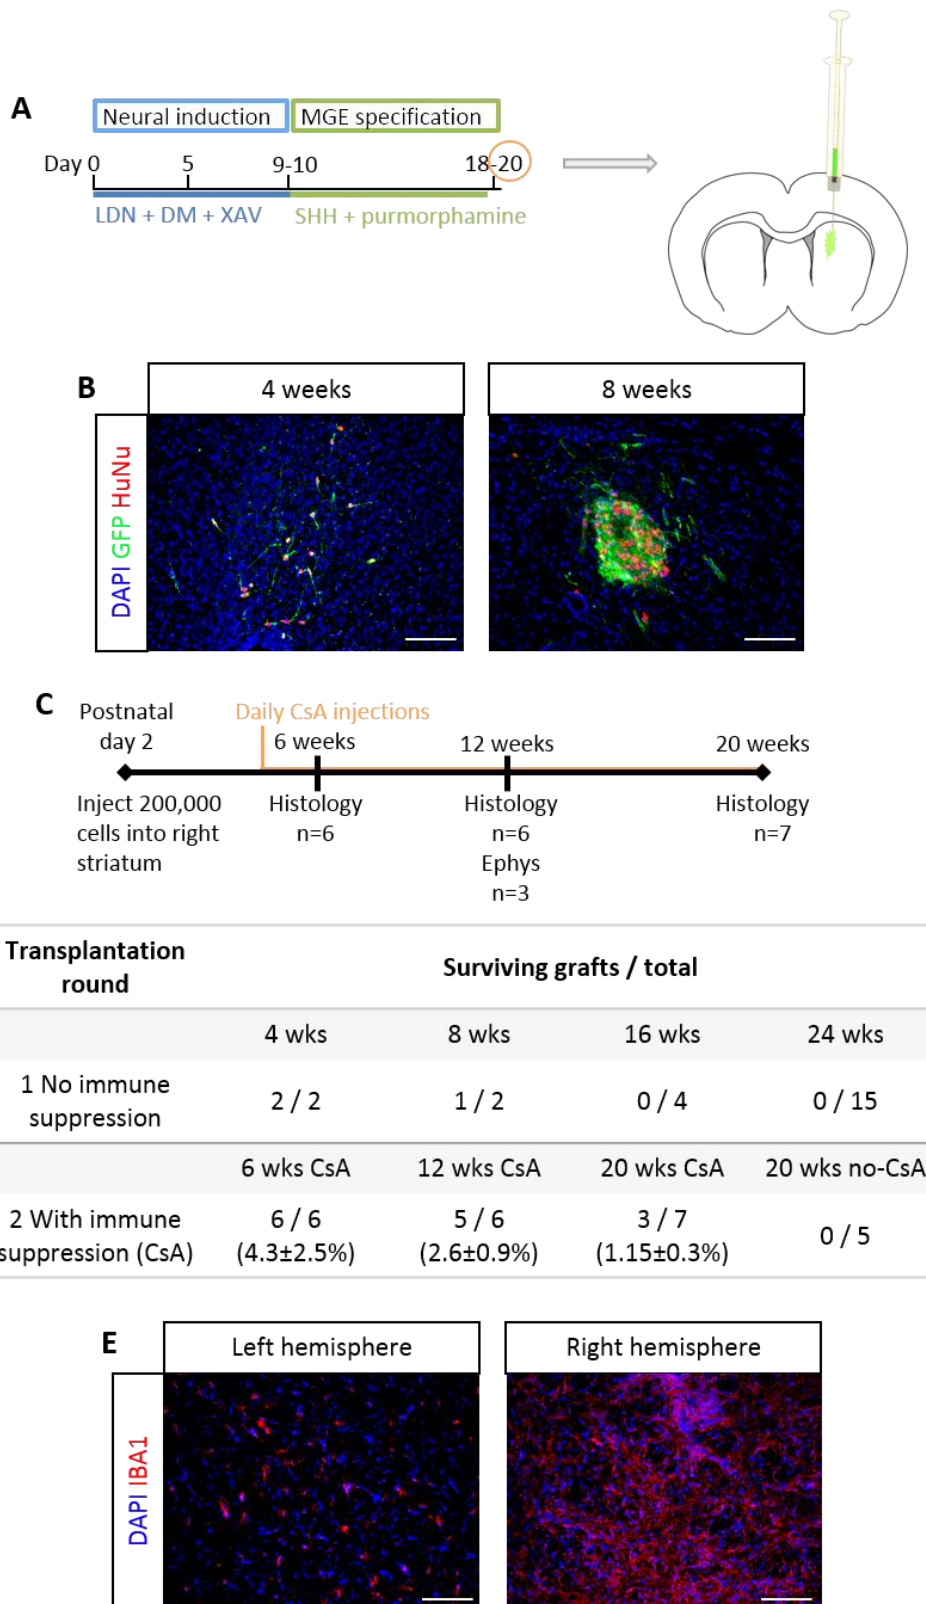 A
Neural induction MGE specification
Day 0 5 9-10 18-20
LDN + DM + XAV SHH + purmorphamine
B
4 weeks 8 weeks
DAPI GFP HuNu
C
Postnatal day 2
Daily CsA injections
6 weeks 12 weeks 20 weeks
Inject 200,000 cells into right striatum
Histology n=6
Histology n=6
Ephys n=3
Histology n=7
Transplantation round Surviving grafts / total
4 wks 8 wks 16 wks 24 wks
1 No immune suppression 2 / 2 1 / 2 0 / 4 0 / 15
6 wks CsA 12 wks CsA 20 wks CsA 20 wks no-CsA
2 With immune suppression (CsA) 6 / 6 (4.3±2.5%) 5 / 6 (2.6±0.9%) 3 / 7 (1.15±0.3%) 0 / 5
E
Left hemisphere Right hemisphere
DAPI IBA1